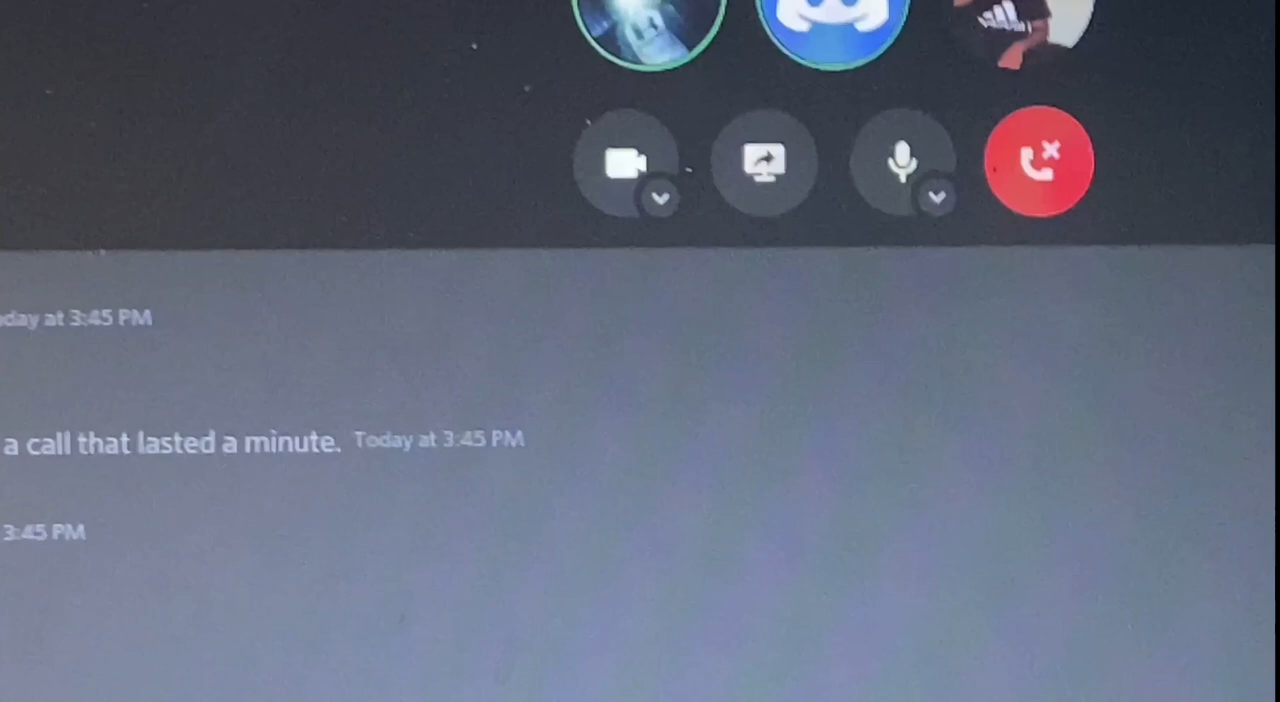 day at 3:45 PM
a call that lasted a minute. Today at 3:45 PM
3:45 PM